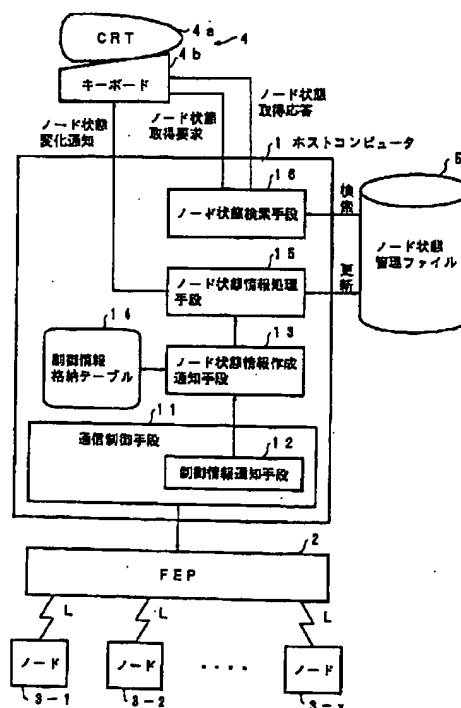 CRT
4a
4
4b
キーボード
ノード状態
変化通知
ノード状態
取得要求
ノード状態
取得応答
1 ホストコンピュータ
16
ノード状態検索手段
検索
5
ノード状態
管理ファイル
15
ノード状態情報処理
手段
更新
14
制御情報
格納テーブル
13
ノード状態情報作成
通知手段
11
通信制御手段
12
制御情報通知手段
2
FEP
L
L
L
ノード
ノード
・・・・
ノード
3-1
3-2